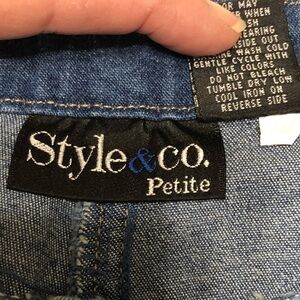 OR MAY
WHEN
SIDE OUT
WASH COLD
GENTLE CYCLE WITH
LIKE COLORS
DO NOT BLEACH
TUMBLE DRY LOW
COOL IRON ON
REVERSE SIDE
Style&co.
Petite